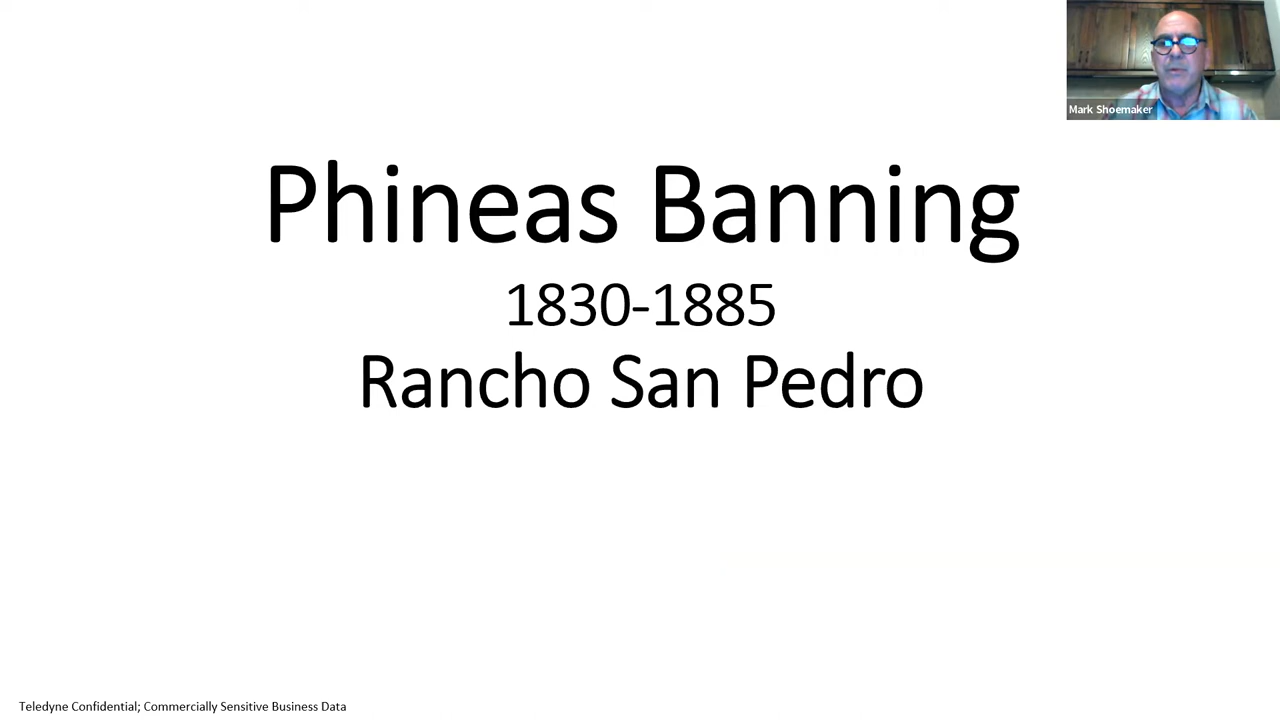 Mark Shoemaker
Phineas Banning
1830-1885
Rancho San Pedro
Teledyne Confidential; Commercially Sensitive Business Data